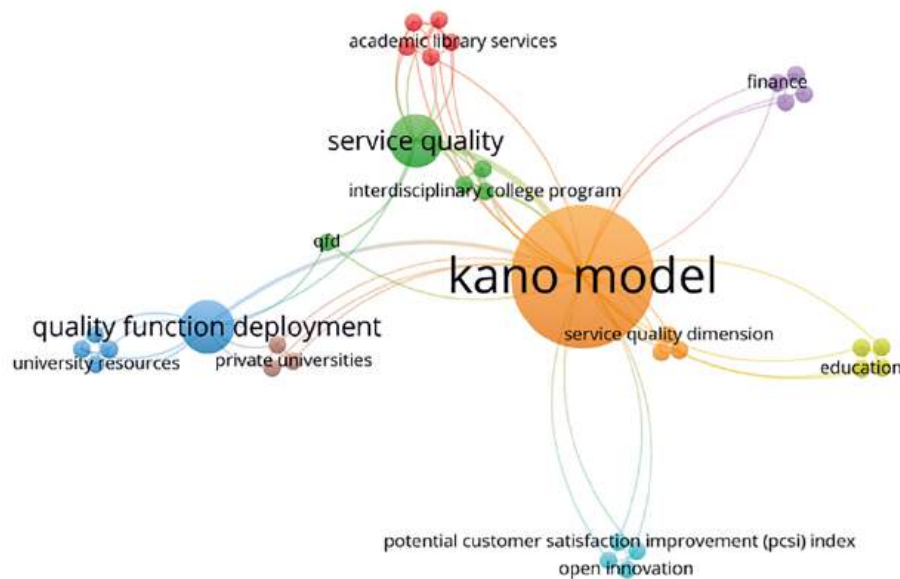 academic library services
finance
service quality
interdisciplinary college program
qfd
kano model
quality function deployment
service quality dimension
university resources
private universities
education
potential customer satisfaction improvement (pcsi) index
open innovation